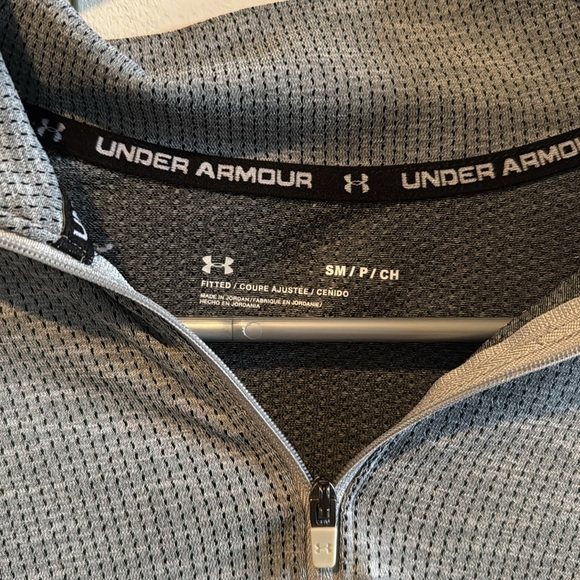 UNDER ARMOUR UNDER ARMOUR
SM / P / CH
FITTED / COUPE AJUSTÉE / CEÑIDO
MADE IN JORDAN / FABRIQUÉ EN JORDANIE /
HECHO EN JORDANIA
U